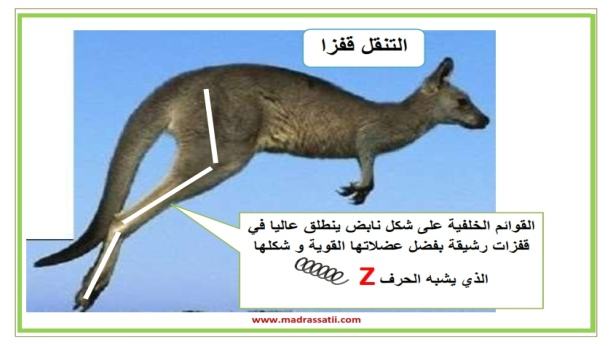 التنقل قفزا
القوائم الخلفية على شكل نابض ينطلق عاليا في
قفزات رشيقة بفضل عضلاتها القوية و شكلها
الذي يشبه الحرف Z
www.madrassatii.com